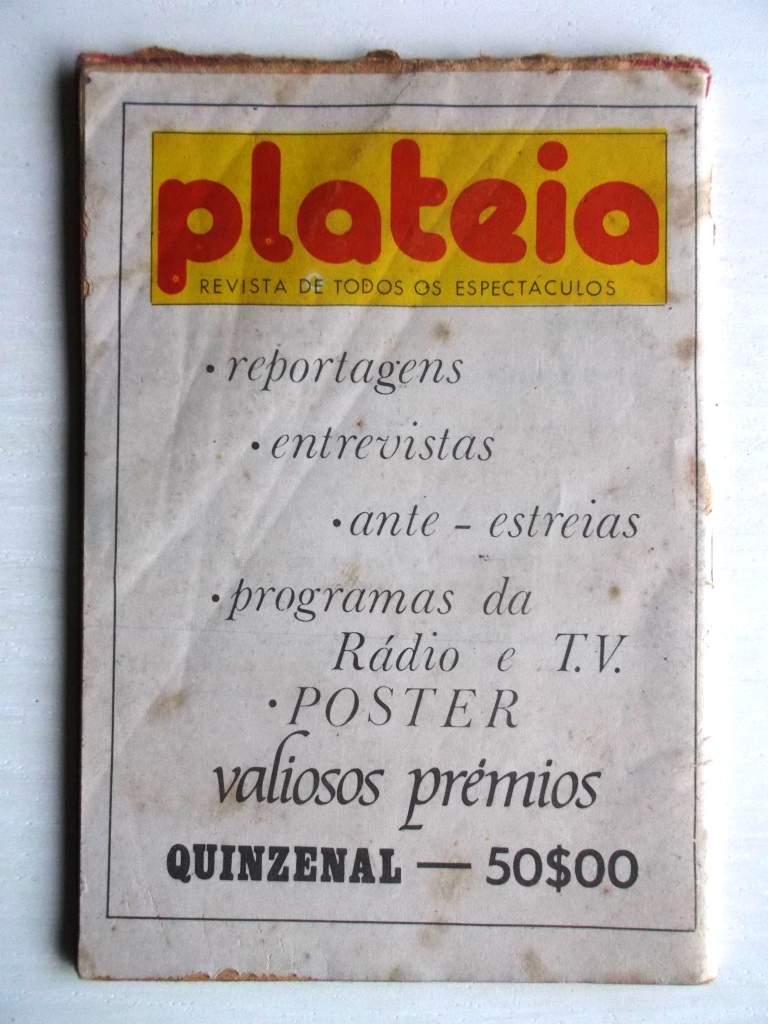 plateia
REVISTA DE TODOS OS ESPECTÁCULOS
• reportagens
• entrevistas
• ante - estreias
• programas da
Rádio e T.V.
• POSTER
valiosos prémios
QUINZENAL — 50$00